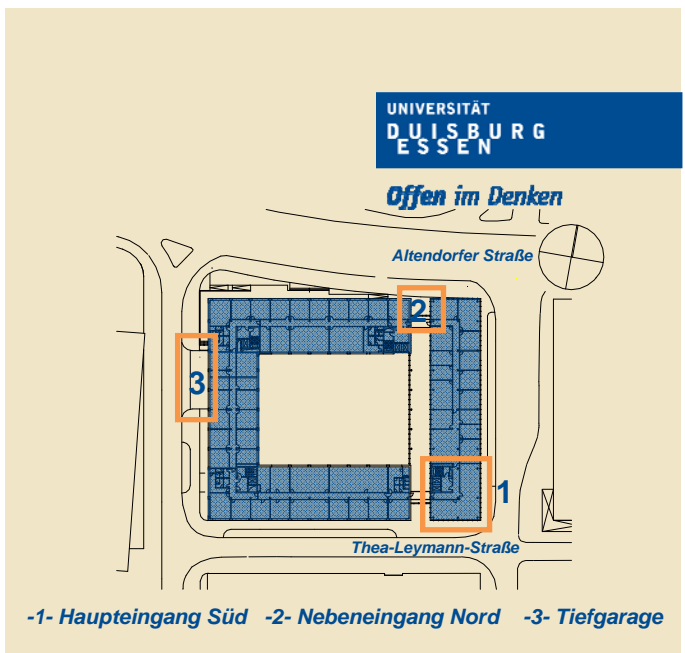 UNIVERSITÄT
DUISBURG
ESSEN
Offen im Denken
Altendorfer Straße
2
3
1
Thea-Leymann-Straße
-1- Haupteingang Süd -2- Nebeneingang Nord -3- Tiefgarage